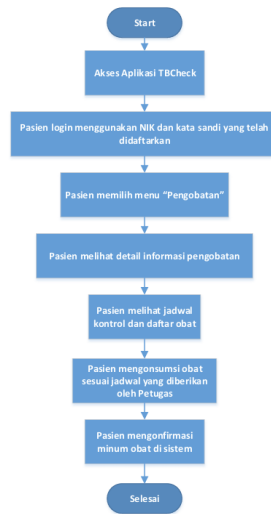 Start
Akses Aplikasi TBCheck
Pasien login menggunakan NIK dan kata sandi yang telah
didaftarkan
Pasien memilih menu “Pengobatan”
Pasien melihat detail informasi pengobatan
Pasien melihat jadwal
kontrol dan daftar obat
Pasien mengonsumsi obat
sesuai jadwal yang diberikan
oleh Petugas
Pasien mengonfirmasi
minum obat di sistem
Selesai